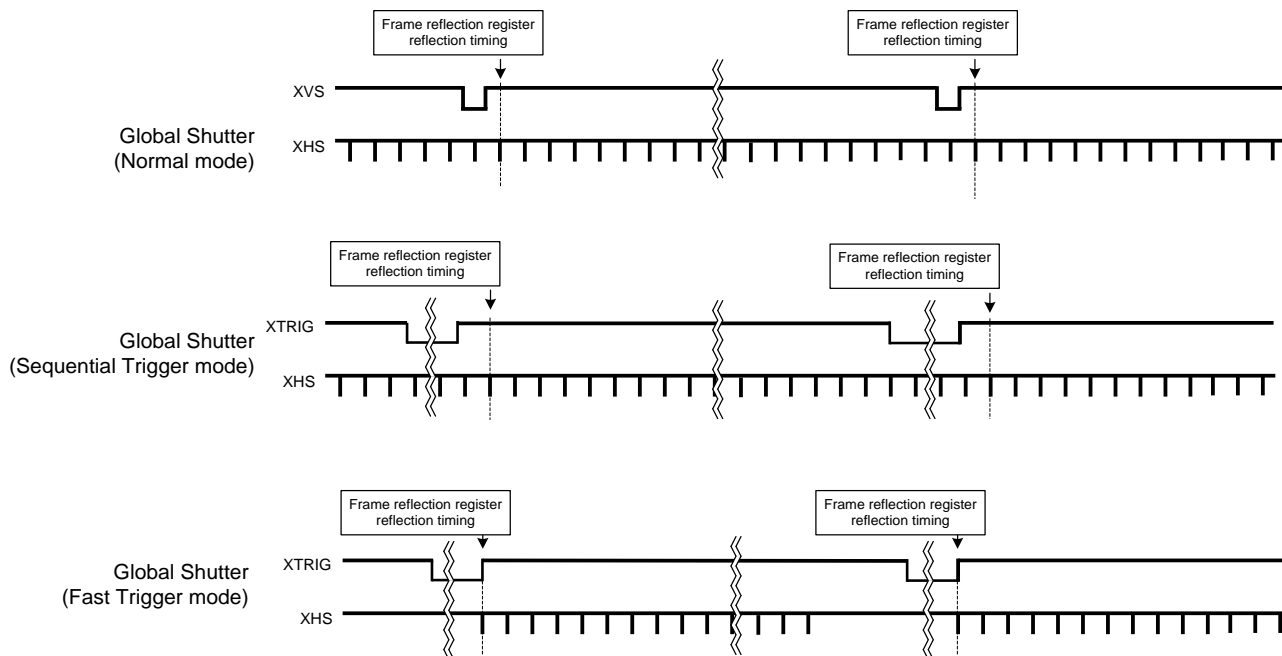 Frame reflection register
reflection timing
Frame reflection register
reflection timing
XVS
Global Shutter
(Normal mode)
XHS
Frame reflection register
reflection timing
Frame reflection register
reflection timing
XTRIG
Global Shutter
(Sequential Trigger mode)
XHS
Frame reflection register
reflection timing
Frame reflection register
reflection timing
XTRIG
Global Shutter
(Fast Trigger mode)
XHS